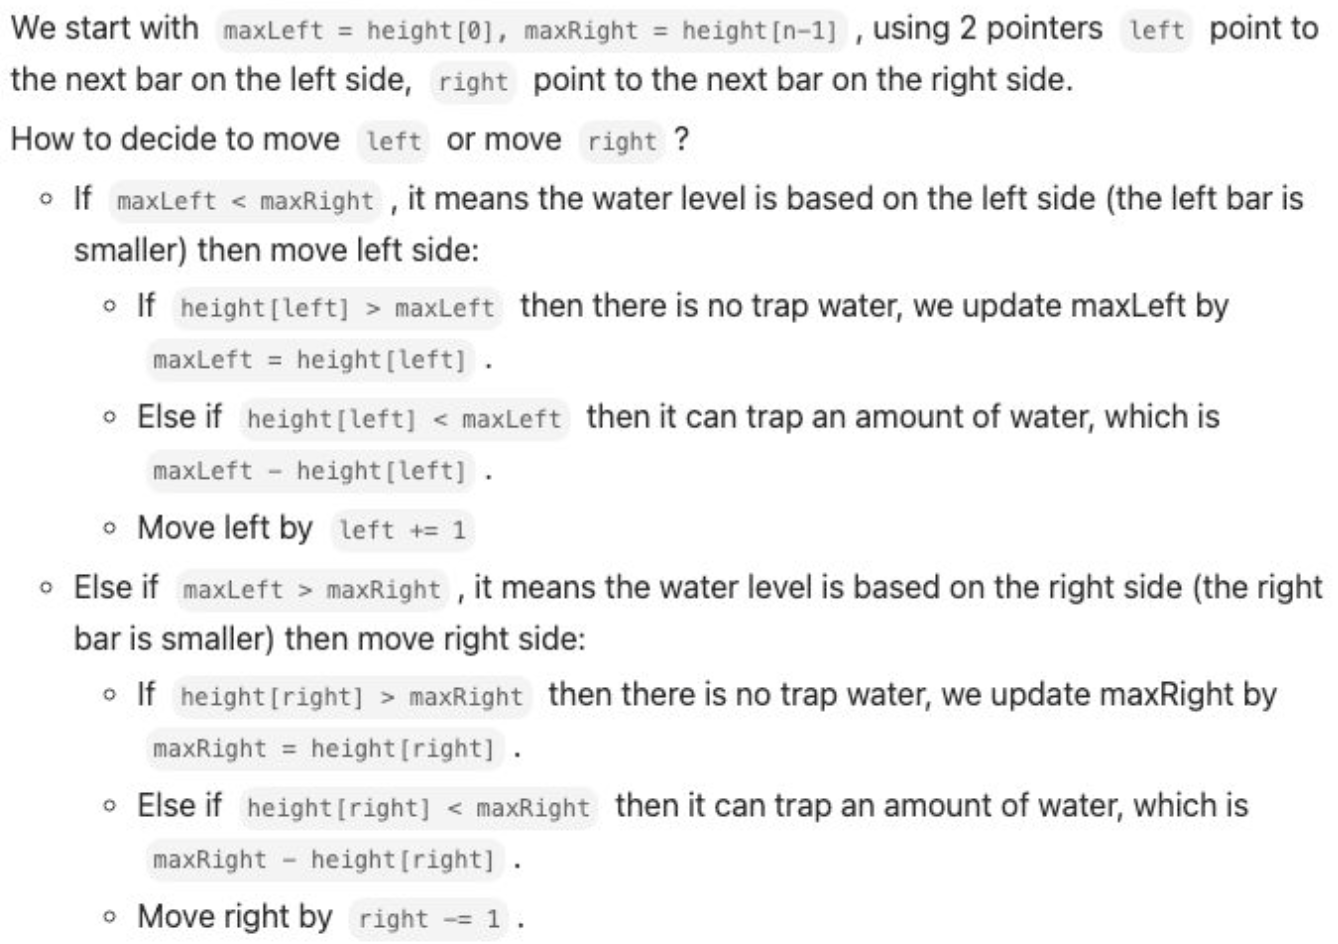 We start with maxLeft = height[0], maxRight = height[n-1] , using 2 pointers left point to
the next bar on the left side, right point to the next bar on the right side.
How to decide to move left or move right ?
◦ If maxLeft < maxRight , it means the water level is based on the left side (the left bar is
smaller) then move left side:
◦ If height[left] > maxLeft then there is no trap water, we update maxLeft by
maxLeft = height[left] .
◦ Else if height[left] < maxLeft then it can trap an amount of water, which is
maxLeft - height[left] .
◦ Move left by left += 1
◦ Else if maxLeft > maxRight , it means the water level is based on the right side (the right
bar is smaller) then move right side:
◦ If height[right] > maxRight then there is no trap water, we update maxRight by
maxRight = height[right] .
◦ Else if height[right] < maxRight then it can trap an amount of water, which is
maxRight - height[right] .
◦ Move right by right -= 1 .